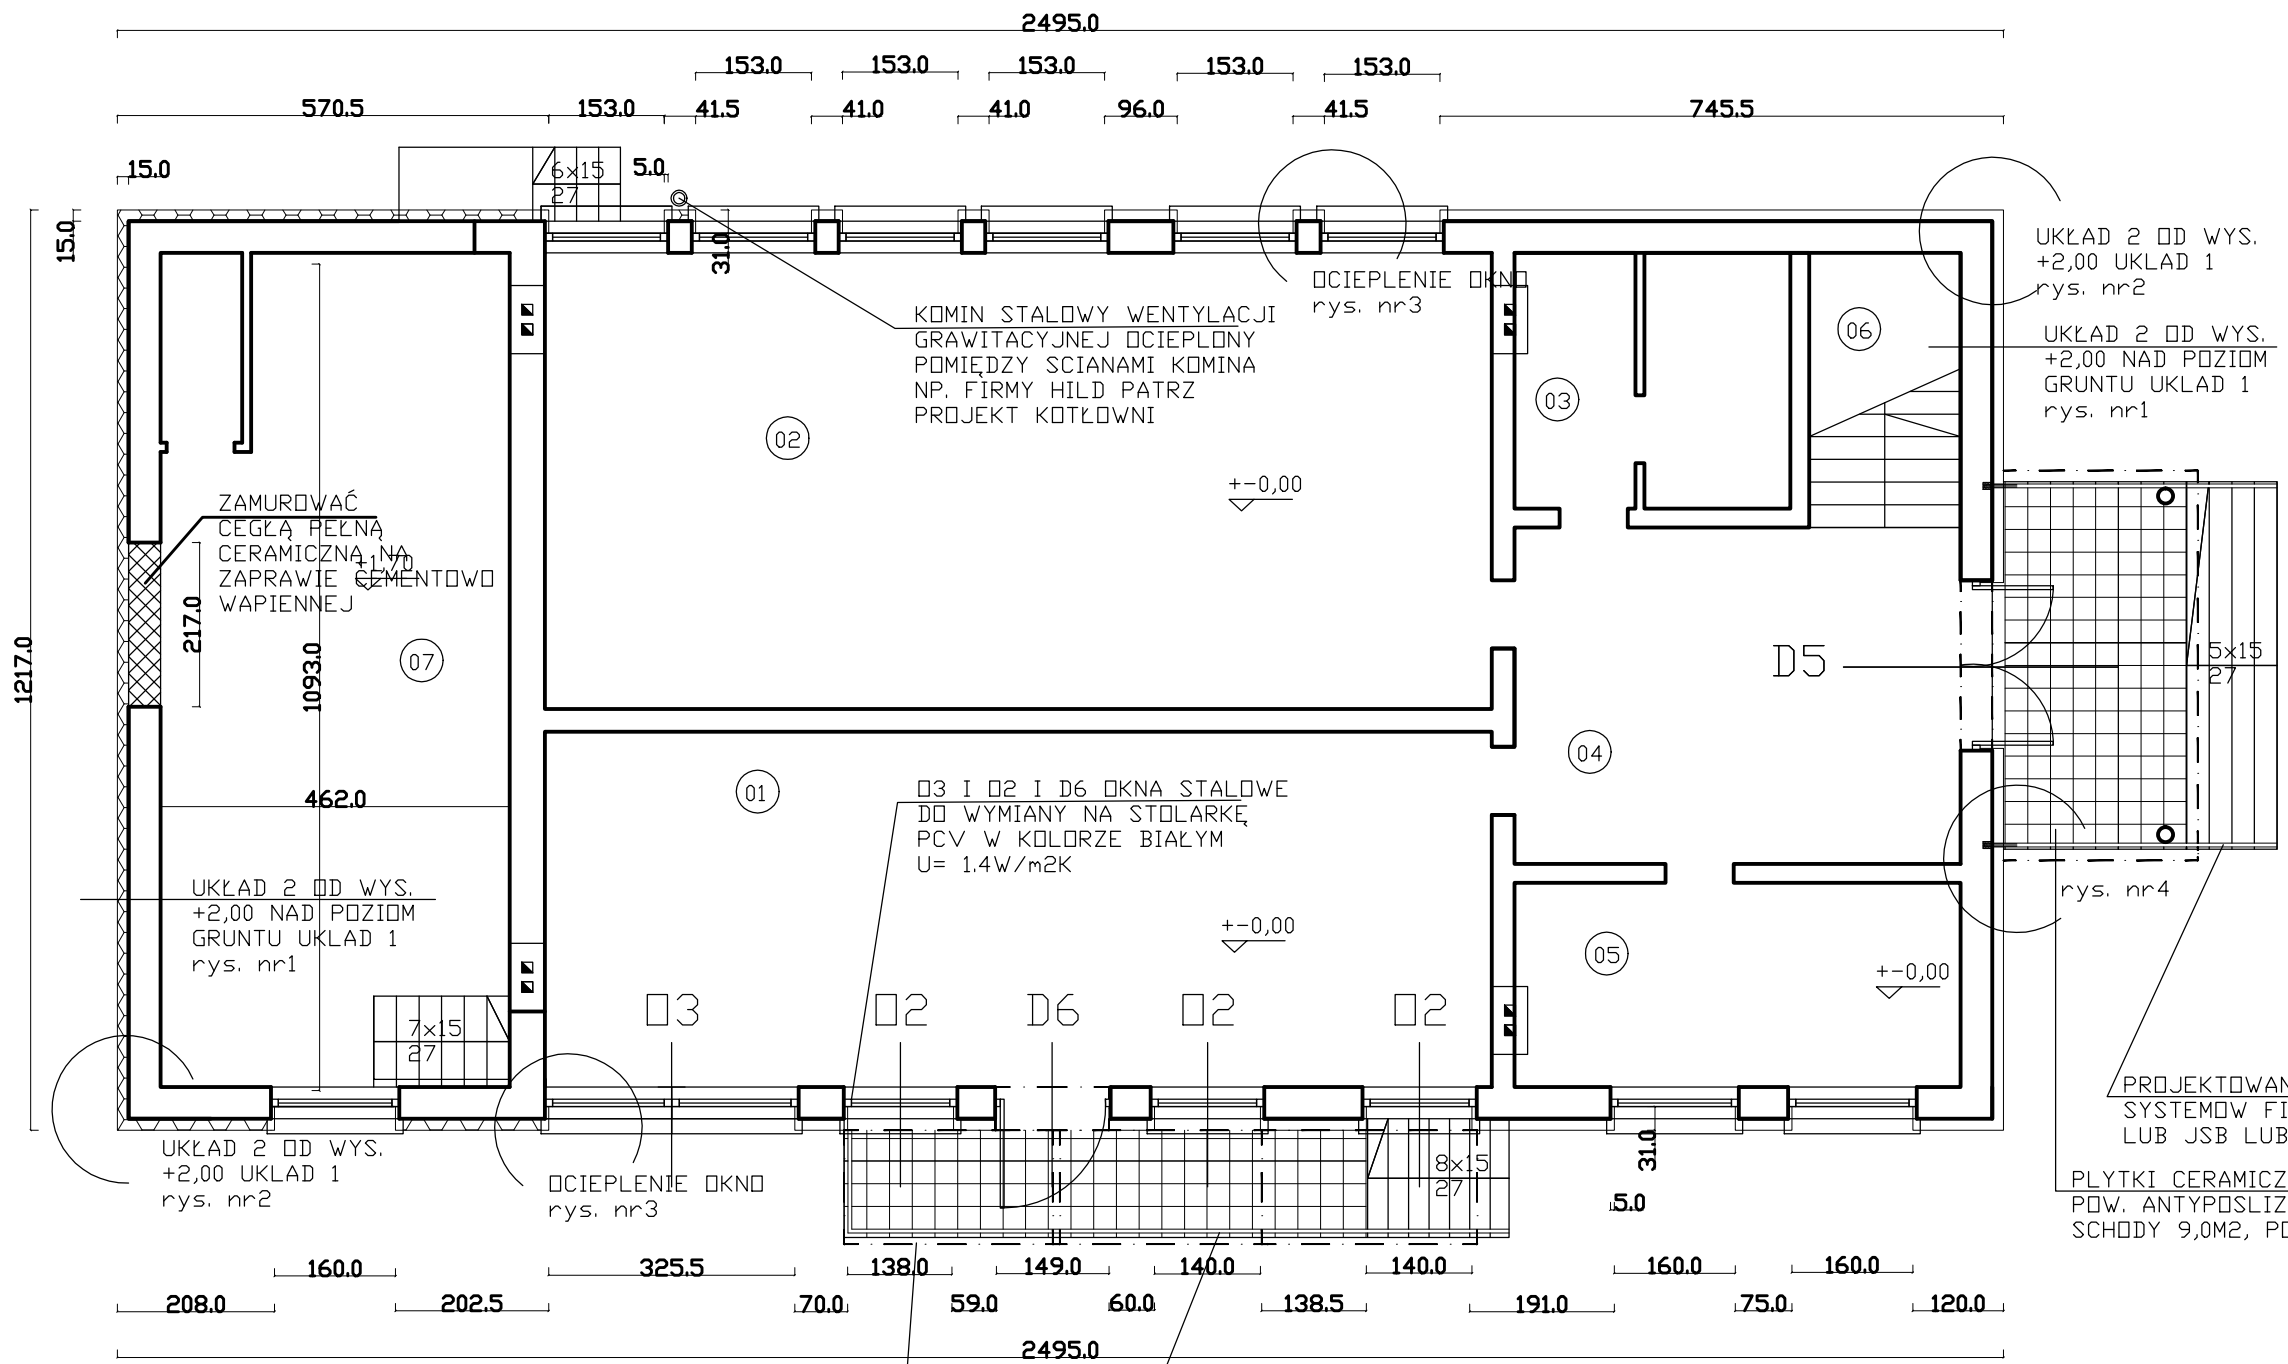 2495.0
153.0 153.0 153.0 153.0 153.0
570.5 153.0 41.5 41.0 41.0 96.0 41.5 745.5
15.0
6x15
27
5.0
15.0
31.0
UKŁAD 2 OD WYS.
+2,00 UKLAD 1
rys. nr2
OCIEPLENIE OKNO
rys. nr3
KOMIN STALOWY WENTYLACJI
GRAWITACYJNEJ OCIEPLONY
POMIĘDZY SCIANAMI KOMINA
NP. FIRMY HILD PATRZ
PROJEKT KOTŁOWNI
06
UKŁAD 2 OD WYS.
+2,00 NAD POZIOM
GRUNTU UKLAD 1
rys. nr1
03
02
+-0,00
ZAMUROWAĆ
CEGŁĄ PEŁNĄ
CERAMICZNĄ NA
ZAPRAWIE CEMENTOWO
WAPIENNEJ
+1,70
217.0
1217.0
1093.0
07
D5
5x15
27
04
01
462.0
O3 I O2 I D6 OKNA STALOWE
DO WYMIANY NA STOLARKĘ
PCV W KOLORZE BIAŁYM
U= 1.4W/m2K
UKŁAD 2 OD WYS.
+2,00 NAD POZIOM
GRUNTU UKLAD 1
rys. nr1
rys. nr4
+-0,00
05
+-0,00
O3 O2 D6 O2 O2
7x15
27
PROJEKTOWAN
SYSTEMOW FI
LUB JSB LUB
UKŁAD 2 OD WYS.
+2,00 UKLAD 1
rys. nr2
OCIEPLENIE OKNO
rys. nr3
8x15
27
31.0
5.0
PLYTKI CERAMICZ
POW. ANTYPOSLIZ
SCHODY 9,0M2, PO
160.0 325.5 138.0 149.0 140.0 140.0 160.0 160.0
208.0 202.5 70.0 59.0 60.0 138.5 191.0 75.0 120.0
2495.0